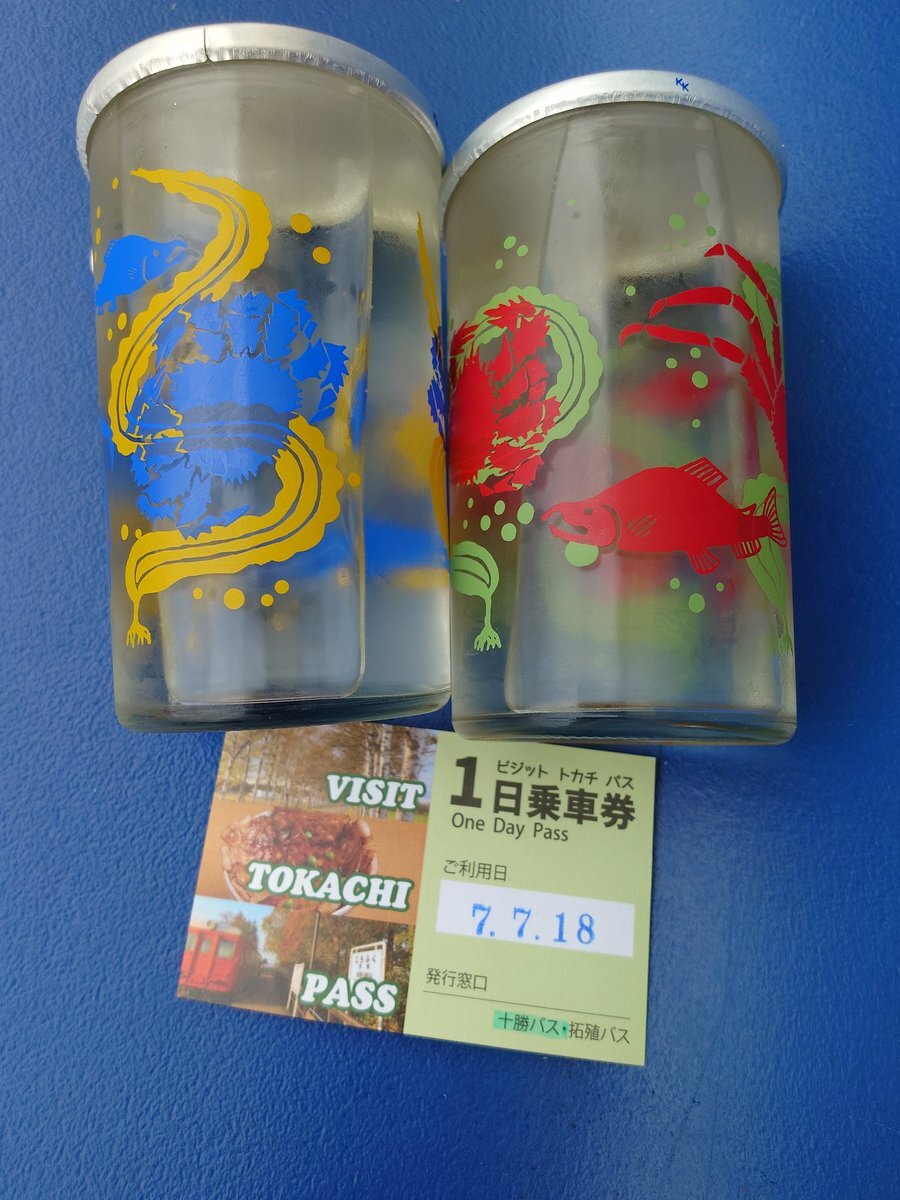 KK
VISIT
TOKACHI
PASS
ビジット トカチ パス
1日乗車券
One Day Pass
ご利用日
7.7.18
発行窓口
十勝バス・拓殖バス